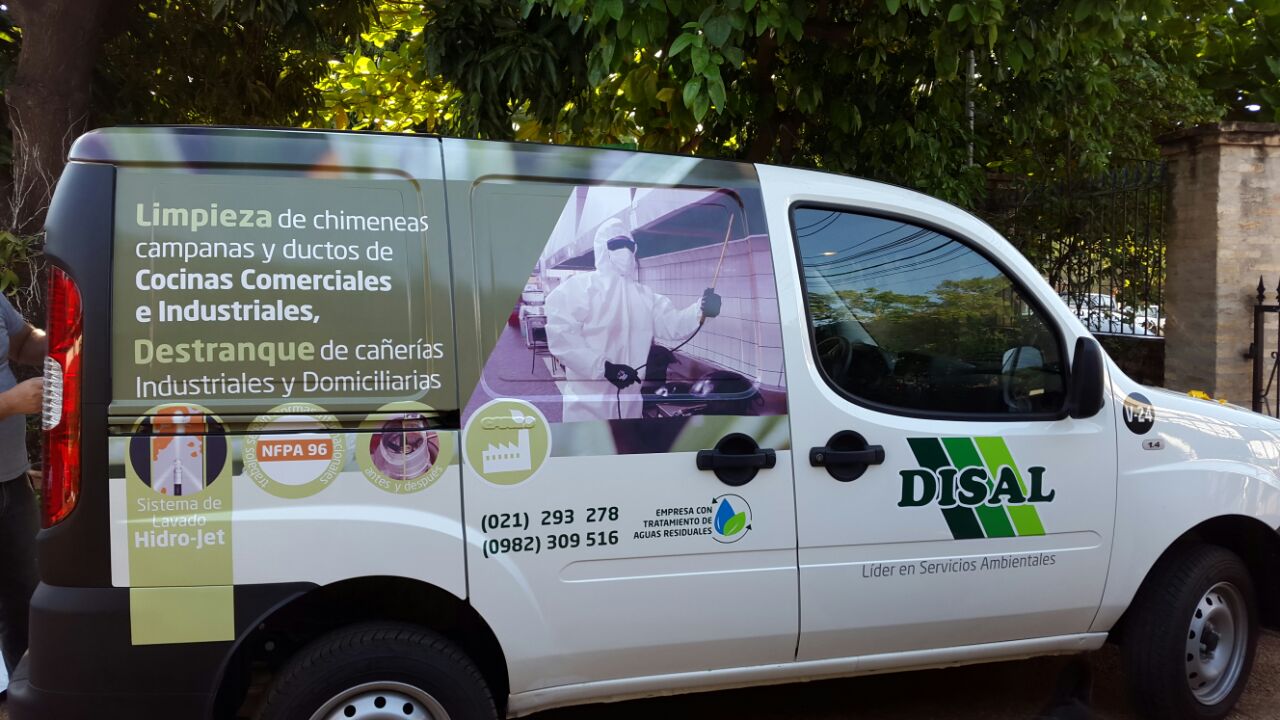 Limpieza de chimeneas
campanas y ductos de
Cocinas Comerciales
e Industriales,
Destranque de cañerías
Industriales y Domiciliarias
NFPA 96
antes y después
Sistema de
Lavado
Hidro-Jet
(021) 293 278
(0982) 309 516
EMPRESA CON
TRATAMIENTO DE
AGUAS RESIDUALES
DISAL
Líder en Servicios Ambientales
V-24
1.4